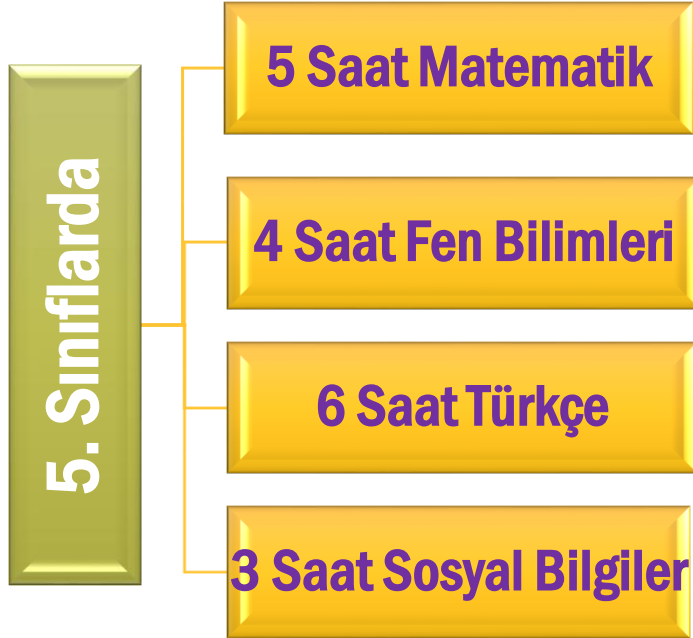 5. Sınıflarda
5 Saat Matematik
4 Saat Fen Bilimleri
6 Saat Türkçe
3 Saat Sosyal Bilgiler